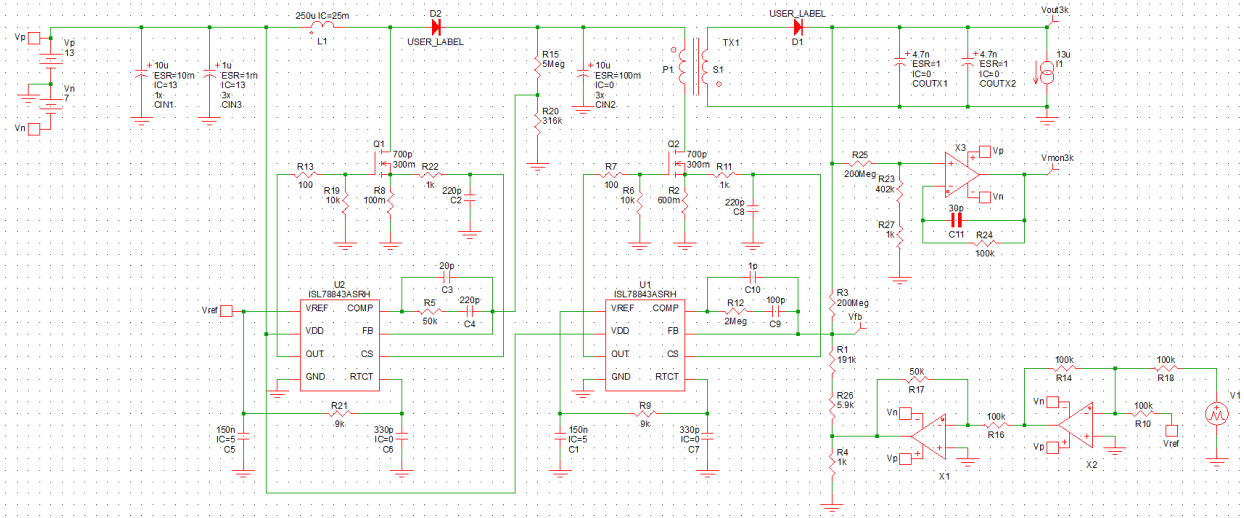 250u IC=25m
L1
D2
USER_LABEL
USER_LABEL
D1
Vout3k
Vp
Vp
13
Vn
7
Vn
10u
ESR=10m
IC=13
1x
CIN1
1u
ESR=1m
IC=13
3x
CIN3
R15
5Meg
R20
316k
10u
ESR=100m
IC=0
3x
CIN2
TX1
P1
S1
4.7n
ESR=1
IC=0
COUTX1
4.7n
ESR=1
IC=0
COUTX2
13u
I1
Q1
700p
300m
R13
100
R19
10k
R8
100m
R22
1k
220p
C2
Q2
700p
300m
R7
100
R6
10k
R2
600m
R11
1k
220p
C8
R25
200Meg
R23
402k
R27
1k
X3
Vp
Vn
Vmon3k
30p
C11
R24
100k
U2
ISL78843ASRH
VREF
COMP
VDD
FB
OUT
CS
GND
RTCT
Vref
20p
C3
R5
50k
220p
C4
R21
9k
150n
IC=5
C5
330p
IC=0
C6
U1
ISL78843ASRH
VREF
COMP
VDD
FB
OUT
CS
GND
RTCT
1p
C10
R12
2Meg
100p
C9
R9
9k
150n
IC=5
C1
330p
IC=0
C7
R3
200Meg
Vfb
R1
191k
R26
5.9k
R4
1k
50k
R17
Vn
Vp
X1
100k
R16
100k
R14
Vn
Vp
X2
100k
R18
100k
R10
Vref
V1